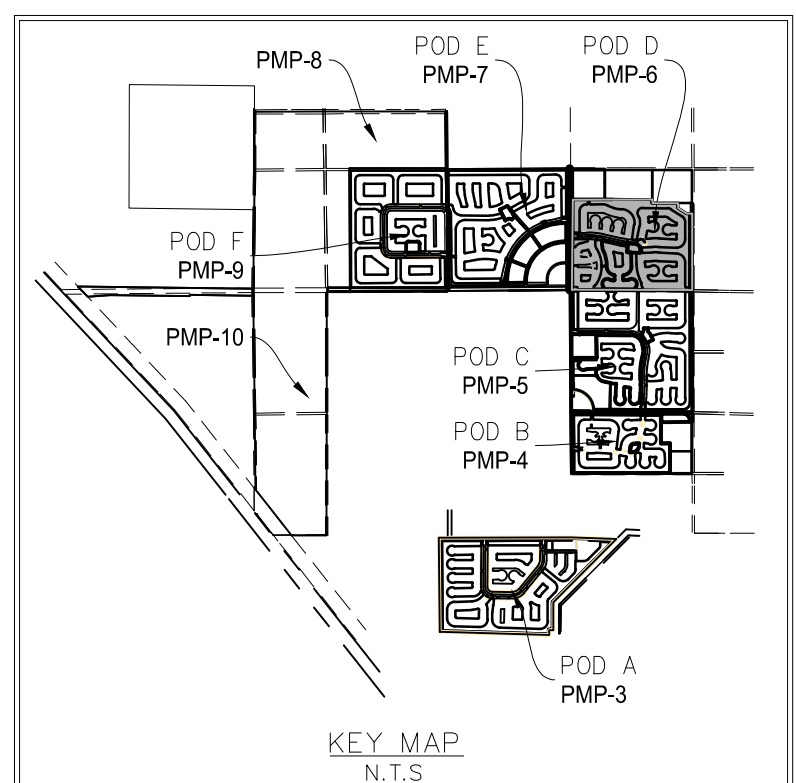 PMP-8
POD E
PMP-7
POD D
PMP-6
POD F
PMP-9
PMP-10
POD C
PMP-5
POD B
PMP-4
POD A
PMP-3
KEY MAP
N.T.S